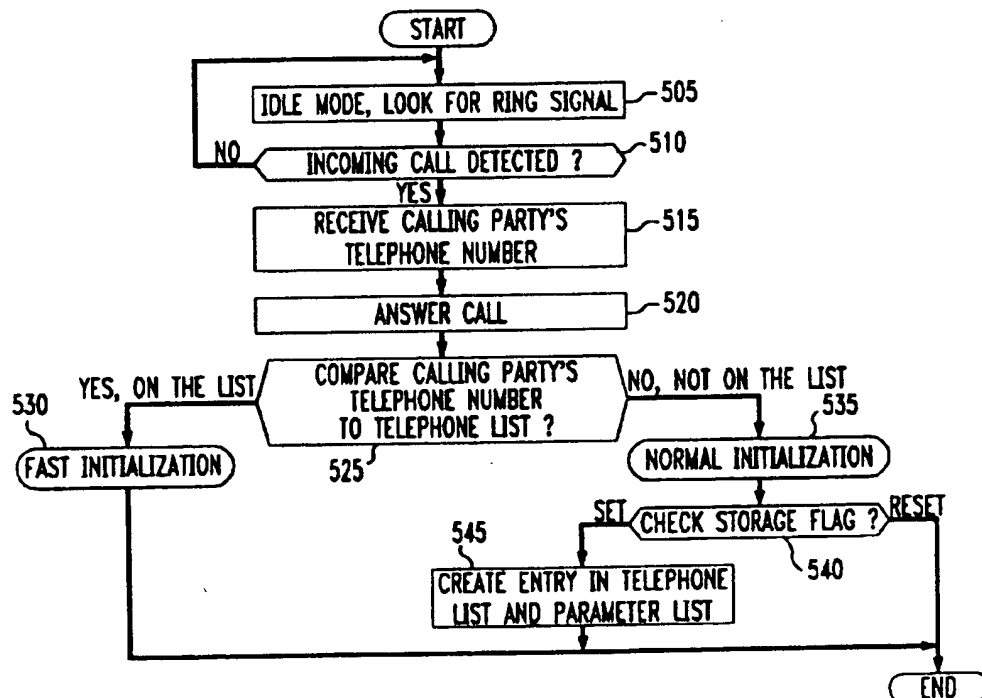 START
IDLE MODE, LOOK FOR RING SIGNAL
505
INCOMING CALL DETECTED ?
510
NO
YES
RECEIVE CALLING PARTY'S
TELEPHONE NUMBER
515
ANSWER CALL
520
COMPARE CALLING PARTY'S
TELEPHONE NUMBER
TO TELEPHONE LIST ?
525
YES, ON THE LIST
NO, NOT ON THE LIST
530
FAST INITIALIZATION
535
NORMAL INITIALIZATION
SET
CHECK STORAGE FLAG ?
RESET
540
545
CREATE ENTRY IN TELEPHONE
LIST AND PARAMETER LIST
END